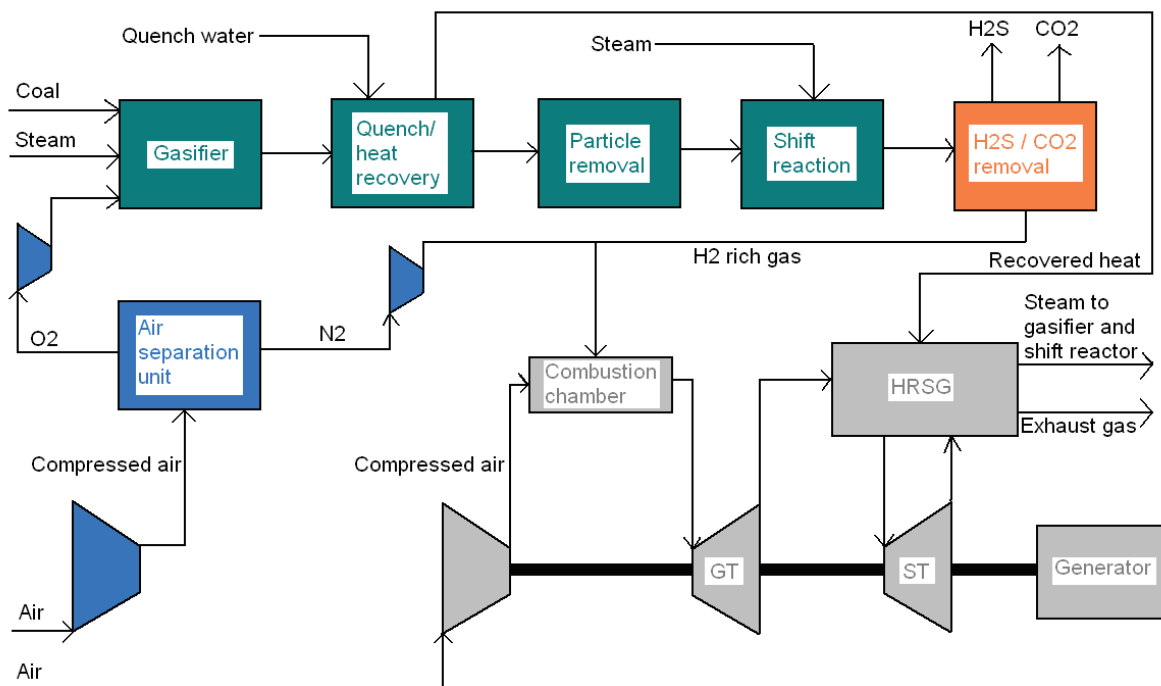 H2S
CO2
Quench water
Steam
Coal
Steam
Gasifier
Quench/
heat
recovery
Particle
removal
Shift
reaction
H2S / CO2
removal
H2 rich gas
Recovered heat
O2
Air
separation
unit
N2
Steam to
gasifier and
shift reactor
Combustion
chamber
HRSG
Exhaust gas
Compressed air
Compressed air
GT
ST
Generator
Air
Air